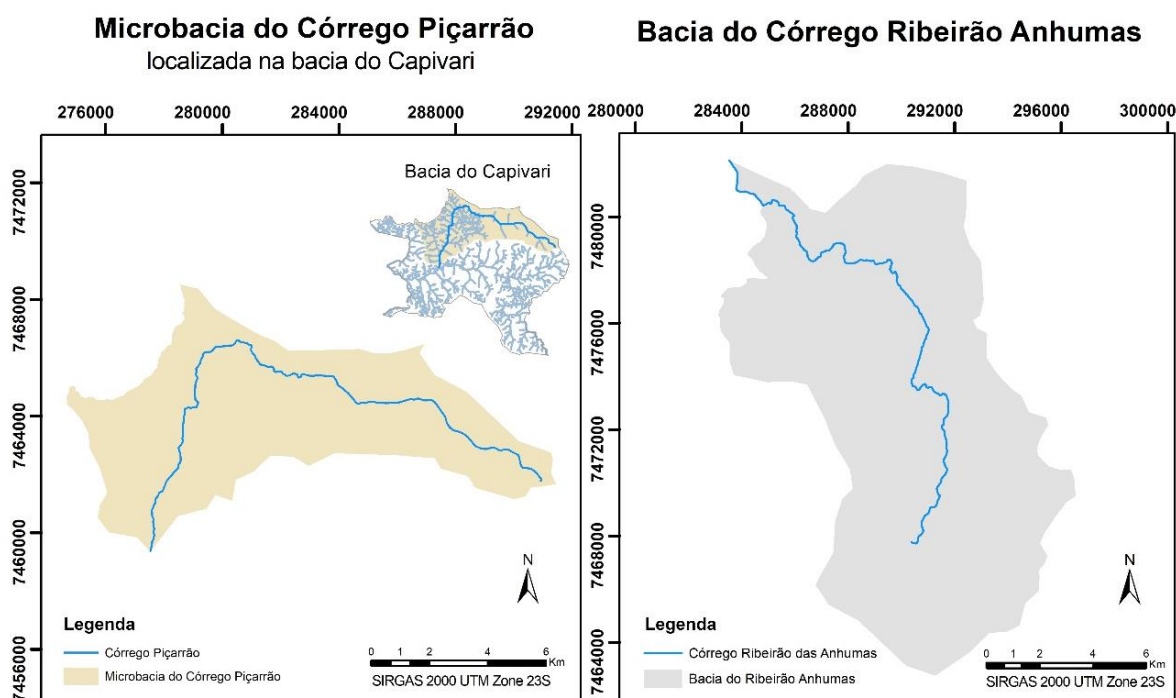 Microbacia do Córrego Piçarrão
localizada na bacia do Capivari
276000 280000 284000 288000 292000
7472000
7468000
7464000
7460000
7456000
Bacia do Capivari
N
Legenda
Córrego Piçarrão
Microbacia do Córrego Piçarrão
0 1 2 4 6
Km
SIRGAS 2000 UTM Zone 23S
Bacia do Córrego Ribeirão Anhumas
280000 284000 288000 292000 296000 300000
7480000
7476000
7472000
7468000
7464000
N
Legenda
Córrego Ribeirão das Anhumas
Bacia do Ribeirão Anhumas
0 1 2 4 6
Km
SIRGAS 2000 UTM Zone 23S